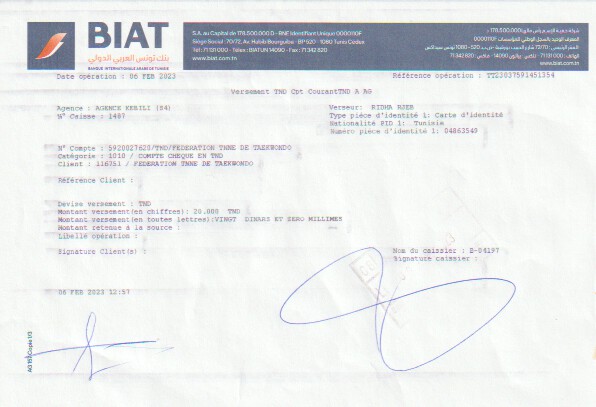 BIAT
بنك تونس العربي الدولي
BANQUE INTERNATIONALE ARABE DE TUNISIE
S.A. au Capital de 178.500.000 D - RNE Identifiant Unique 0000110F
Siège Social : 70/72, Av. Habib Bourguiba - BP 520 - 1080 Tunis Cedex
Tél : 71 131 000 - Télex : BIATUN 14090 - Fax : 71 342 820
www.biat.com.tn
Date opération : 06 FEB 2023
Référence opération : TT23037591451354
Versement TND Cpt CourantTND A AG
Agence : AGENCE KEBILI (84)
N° Caisse : 1487
Verseur: RIDHA RJEB
Type pièce d'identité 1: Carte d'identité
Nationalité PID 1: Tunisie
Numéro pièce d'identité 1: 04863540
N° Compte : 5920027620/TND/FEDERATION TNNE DE TAEKWONDO
Catégorie : 1010 / COMPTE CHEQUE EN TND
Client : 116751 / FEDERATION TNNE DE TAEKWONDO
Référence Client :
Devise versement : TND
Montant versement(en chiffres): 20.000 TND
Montant versement(en toutes lettres):VINGT DINARS ET ZERO MILLIMES
Montant retenue à la source :
Libelle opération :
Signature Client(s) :
Nom du caissier : E-04197
Signature caissier :
06 FEB 2023 12:57